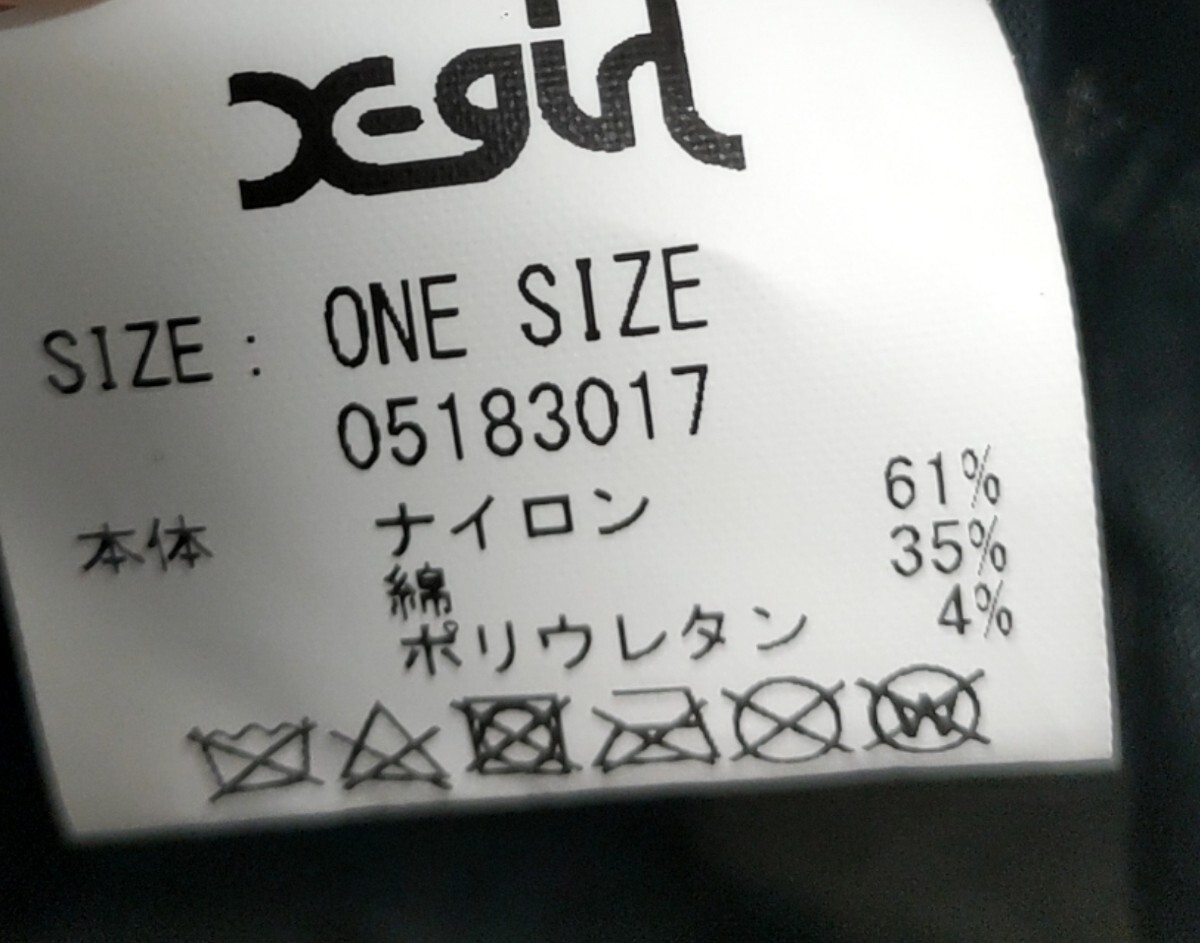 X-girl
SIZE: ONE SIZE
05183017
本体 ナイロン 61%
綿 35%
ポリウレタン 4%
W